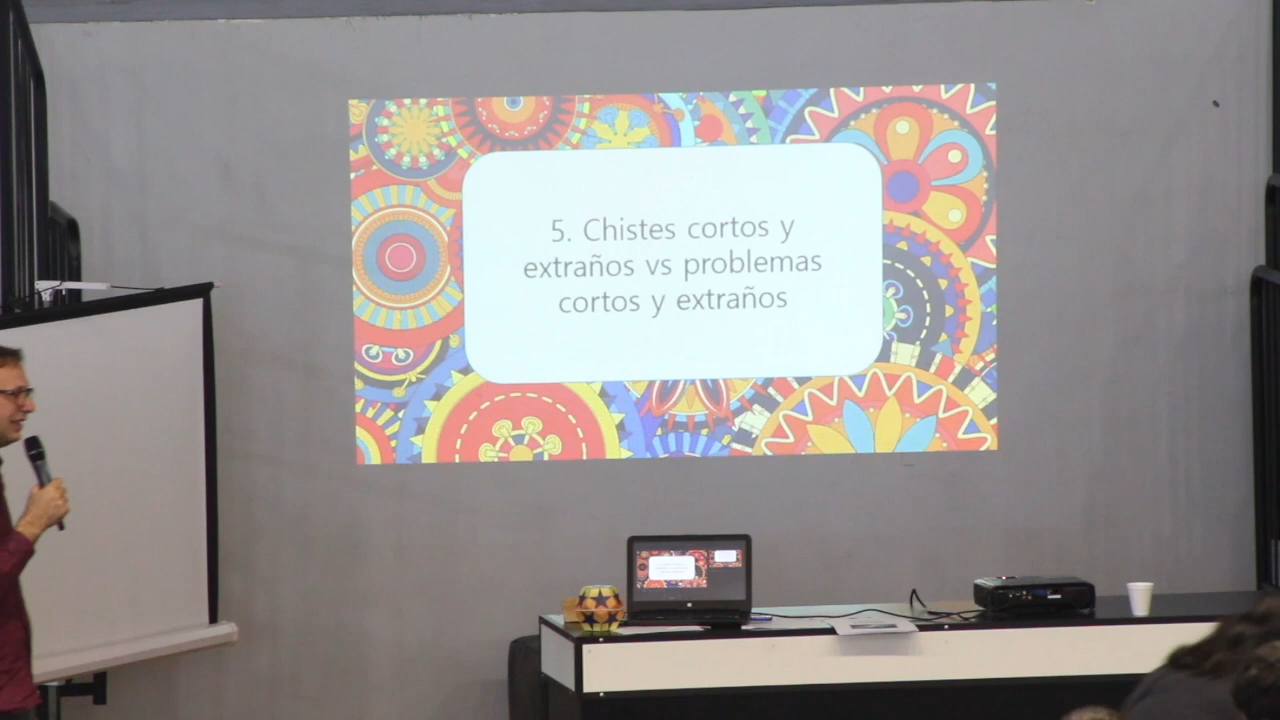 5. Chistes cortos y
extraños vs problemas
cortos y extraños